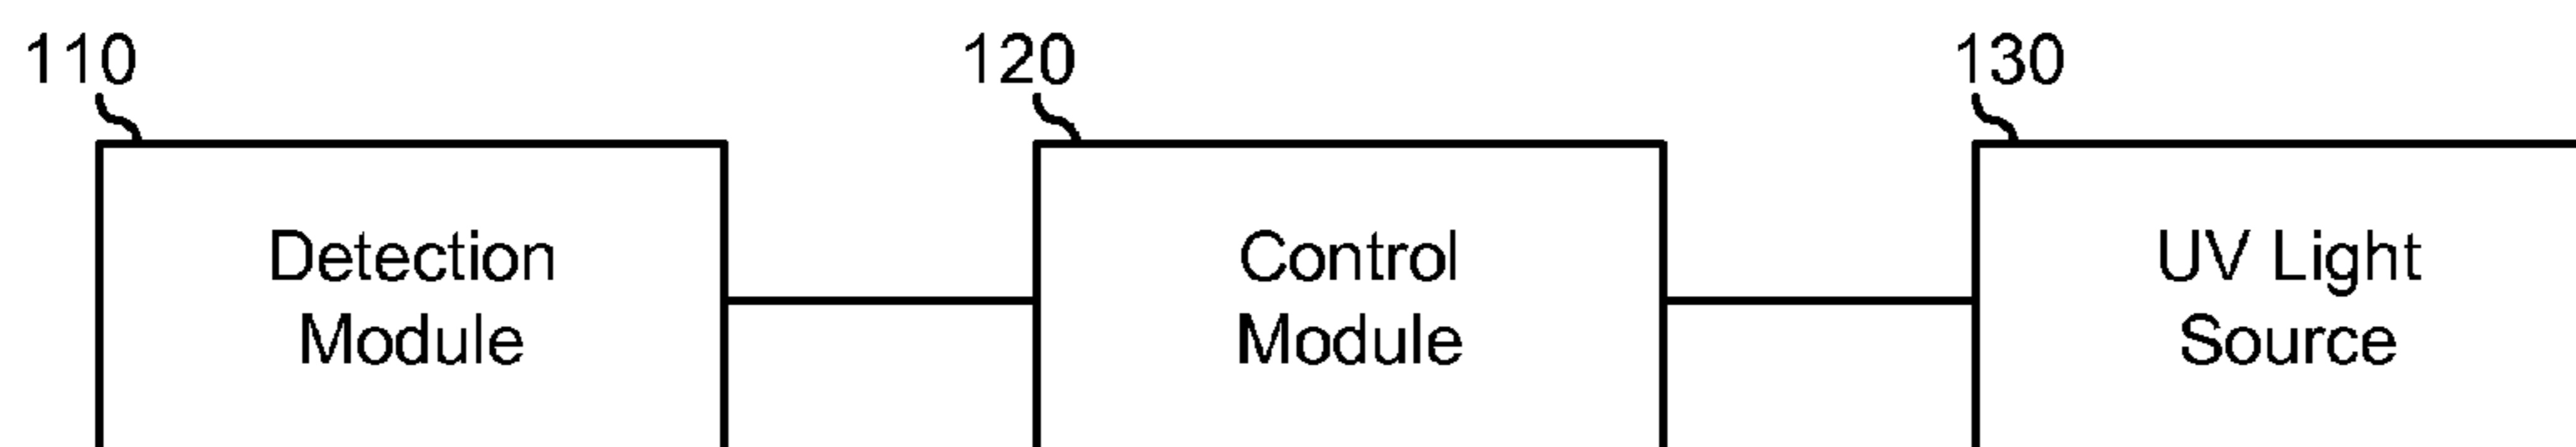 110
120
130
Detection
Module
Control
Module
UV Light
Source